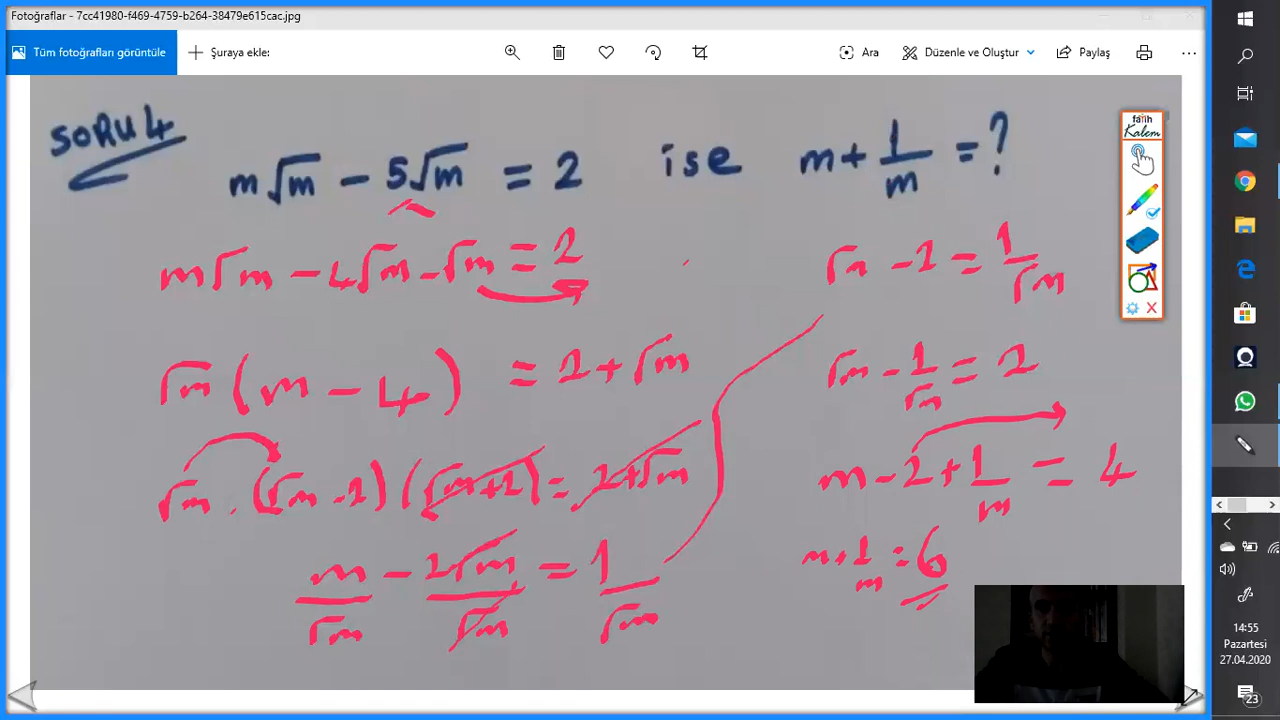 Fotoğraflar - 7cc41980-f469-4759-b264-38479e615cac.jpg
Tüm fotoğrafları görüntüle
Şuraya ekle:
Ara
Düzenle ve Oluştur
Paylaş
SORU 4
m√m - 5√m = 2 ise m + 1/m = ?
fatih
Kalem
m√m - 4√m - √m = 2
√m (m - 4) = 2 + √m
√m . (√m - 2) (√m + 2) = 2 + √m
m/√m - 2√m/√m = 1/√m
√m - 2 = 1/√m
√m - 1/√m = 2
m - 2 + 1/m = 4
m + 1/m = 6
14:55
Pazartesi
27.04.2020
23